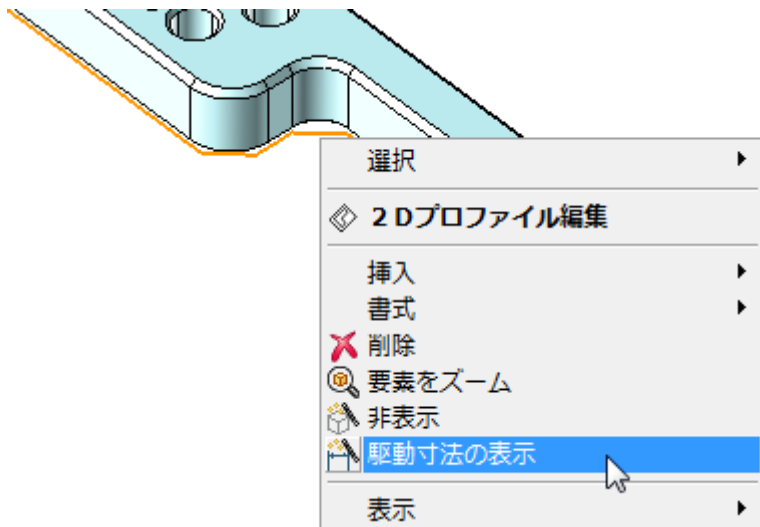 選択
２Dプロファイル編集
挿入
書式
削除
要素をズーム
非表示
駆動寸法の表示
表示